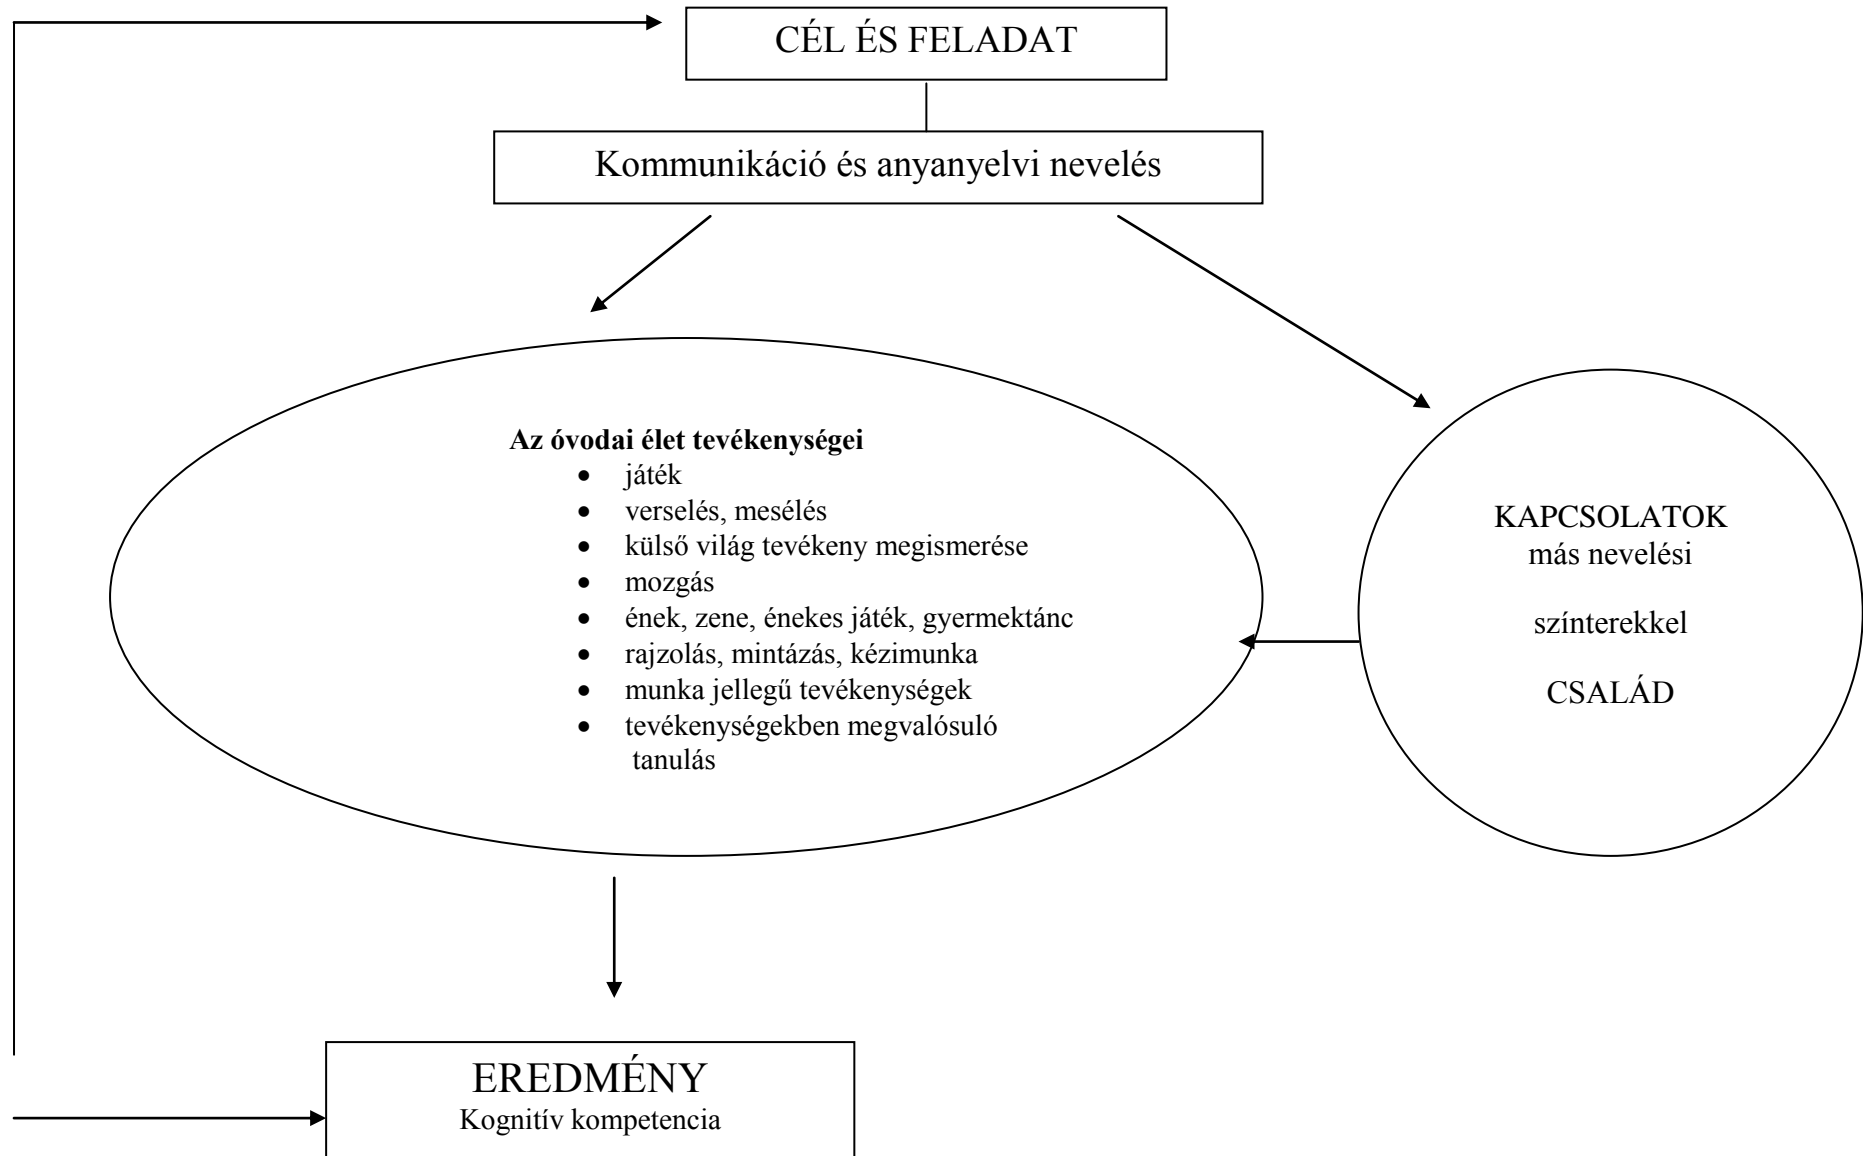 CÉL ÉS FELADAT
Kommunikáció és anyanyelvi nevelés
Az óvodai élet tevékenységei
• játék
• verselés, mesélés
• külső világ tevékeny megismerése
• mozgás
• ének, zene, énekes játék, gyermektánc
• rajzolás, mintázás, kézimunka
• munka jellegű tevékenységek
• tevékenységekben megvalósuló
tanulás
KAPCSOLATOK
más nevelési
színterekkel
CSALÁD
EREDMÉNY
Kognitív kompetencia